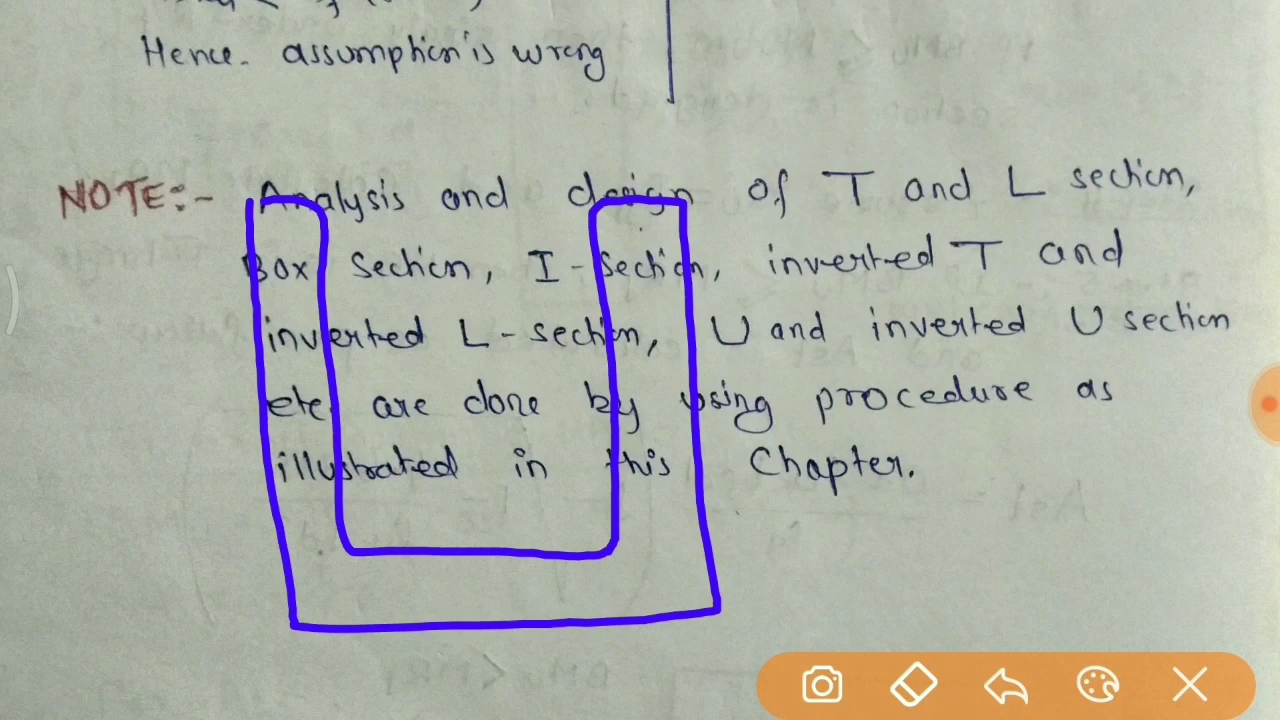 Hence. assumption is wrong
NOTE:- Analysis and design of T and L section,
Box section, I-section, inverted T and
inverted L-section, U and inverted U section
etc. are done by using procedure as
illustrated in this Chapter.